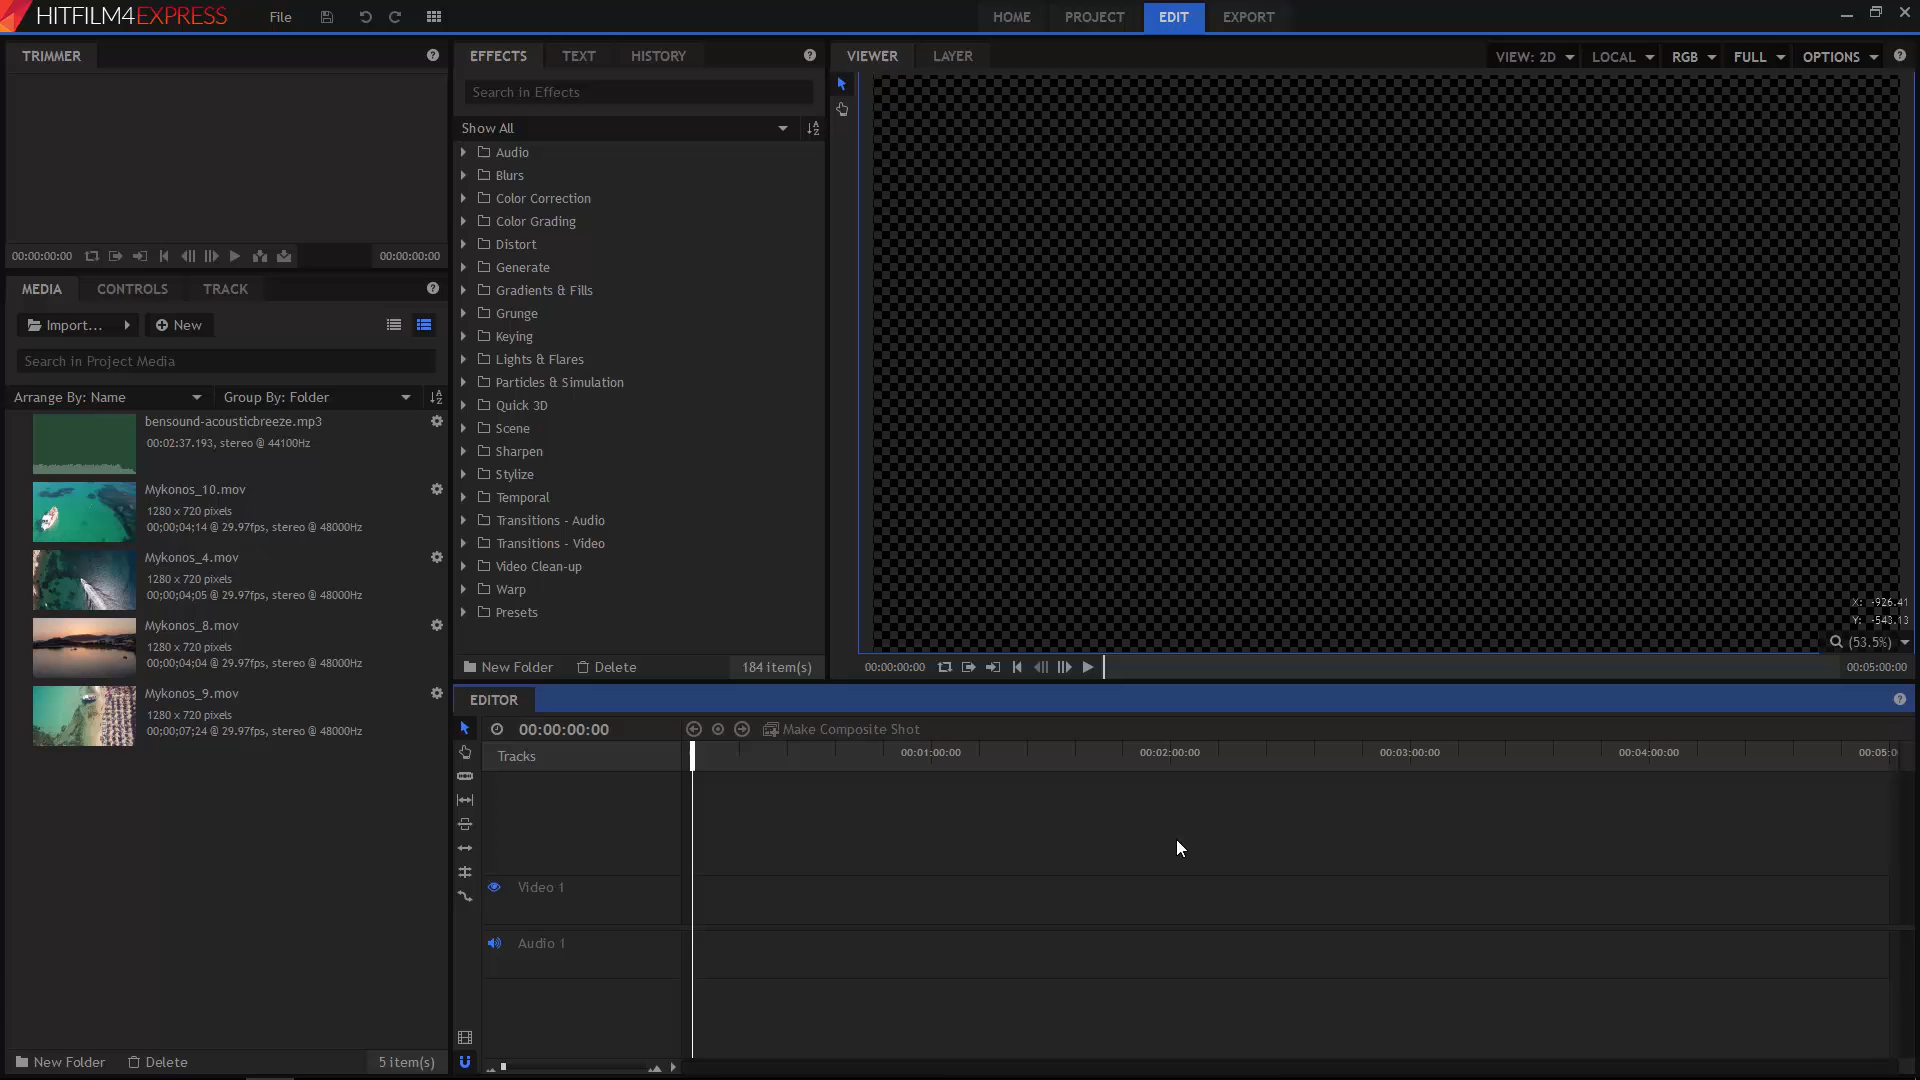 HITFILM4EXPRESS File HOME PROJECT EDIT EXPORT
TRIMMER
00:00:00:00 00:00:00:00
MEDIA CONTROLS TRACK
Import... New
Search in Project Media
Arrange By: Name Group By: Folder
bensound-acousticbreeze.mp3
00:02:37.193, stereo @ 44100Hz
Mykonos_10.mov
1280 x 720 pixels
00;00;04;14 @ 29.97fps, stereo @ 48000Hz
Mykonos_4.mov
1280 x 720 pixels
00;00;04;05 @ 29.97fps, stereo @ 48000Hz
Mykonos_8.mov
1280 x 720 pixels
00;00;04;04 @ 29.97fps, stereo @ 48000Hz
Mykonos_9.mov
1280 x 720 pixels
00;00;07;24 @ 29.97fps, stereo @ 48000Hz
New Folder Delete 5 item(s)
EFFECTS TEXT HISTORY
Search in Effects
Show All
Audio
Blurs
Color Correction
Color Grading
Distort
Generate
Gradients & Fills
Grunge
Keying
Lights & Flares
Particles & Simulation
Quick 3D
Scene
Sharpen
Stylize
Temporal
Transitions - Audio
Transitions - Video
Video Clean-up
Warp
Presets
New Folder Delete 184 item(s)
VIEWER LAYER VIEW: 2D LOCAL RGB FULL OPTIONS
X: -926.41
Y: -543.13
(53.5%)
00:00:00:00 00:05:00:00
EDITOR
00:00:00:00 Make Composite Shot
Tracks 00:01:00:00 00:02:00:00 00:03:00:00 00:04:00:00 00:05:0
Video 1
Audio 1